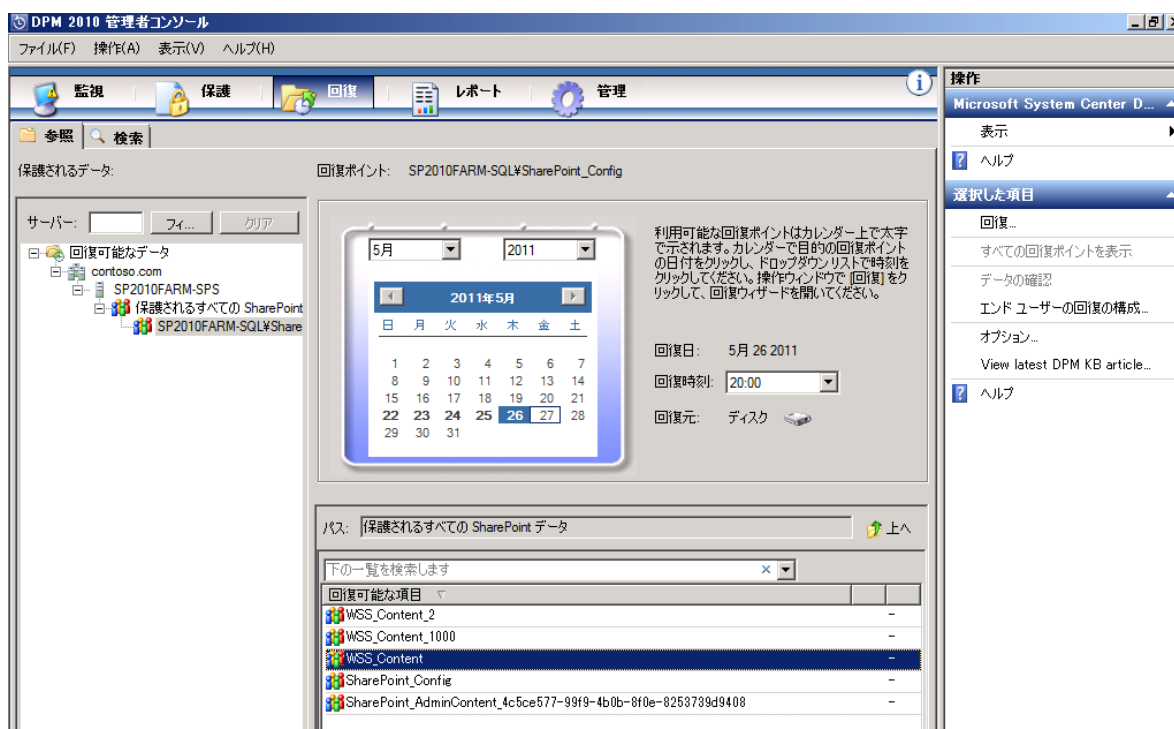 DPM 2010 管理者コンソール
ファイル(F) 操作(A) 表示(V) ヘルプ(H)
監視 保護 回復 レポート 管理
参照 検索
保護されるデータ:
サーバー: フィ... クリア
回復可能なデータ
contoso.com
SP2010FARM-SPS
保護されるすべての SharePoint
SP2010FARM-SQL¥Share
回復ポイント: SP2010FARM-SQL¥SharePoint_Config
5月 2011
2011年5月
日 月 火 水 木 金 土
1 2 3 4 5 6 7
8 9 10 11 12 13 14
15 16 17 18 19 20 21
22 23 24 25 26 27 28
29 30 31
利用可能な回復ポイントはカレンダー上で太字
で示されます。カレンダーで目的の回復ポイント
の日付をクリックし、ドロップダウン リストで時刻を
クリックしてください。操作ウィンドウで [回復] をク
リックして、回復ウィザードを開いてください。
回復日: 5月 26 2011
回復時刻: 20:00
回復元: ディスク
パス: 保護されるすべての SharePoint データ 上へ
下の一覧を検索します
回復可能な項目
WSS_Content_2 -
WSS_Content_1000 -
WSS_Content -
SharePoint_Config -
SharePoint_AdminContent_4c5ce577-99f9-4b0b-8f0e-8253739d9408 -
操作
Microsoft System Center D...
表示
ヘルプ
選択した項目
回復...
すべての回復ポイントを表示
データの確認
エンド ユーザーの回復の構成...
オプション...
View latest DPM KB article...
ヘルプ